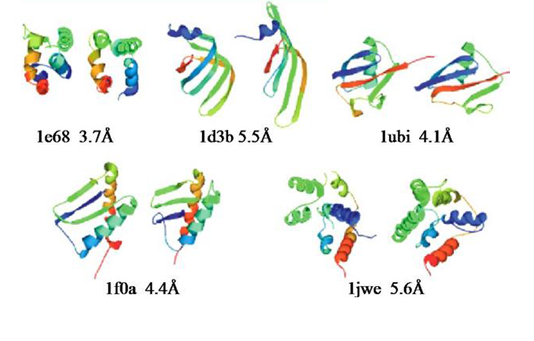 1e68 3.7Å
1d3b 5.5Å
1ubi 4.1Å
1f0a 4.4Å
1jwe 5.6Å